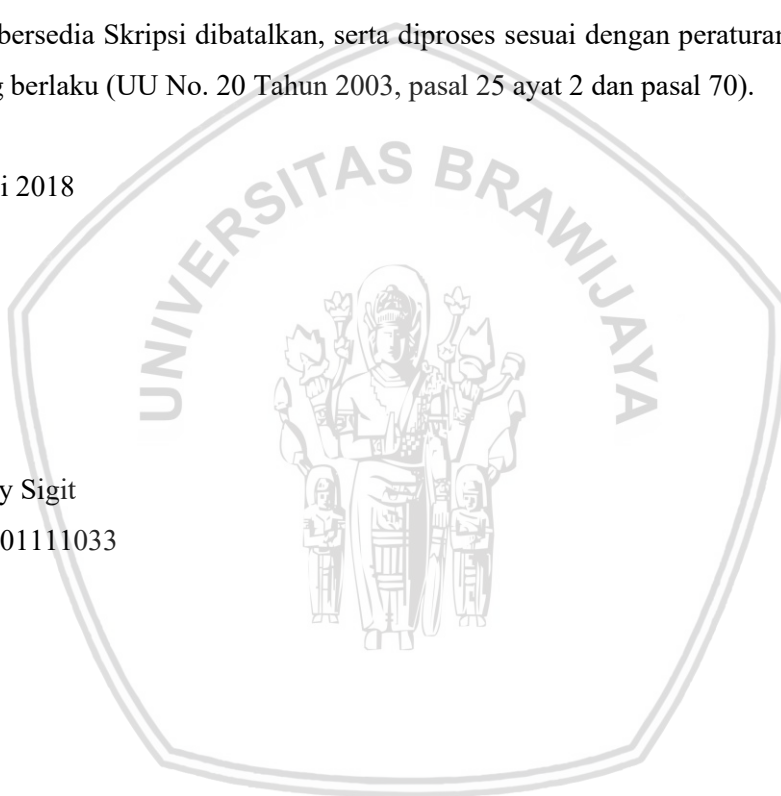 bersedia Skripsi dibatalkan, serta diproses sesuai dengan peraturan
berlaku (UU No. 20 Tahun 2003, pasal 25 ayat 2 dan pasal 70).
i 2018
UNIVERSITAS BRAWIJAYA
y Sigit
01111033